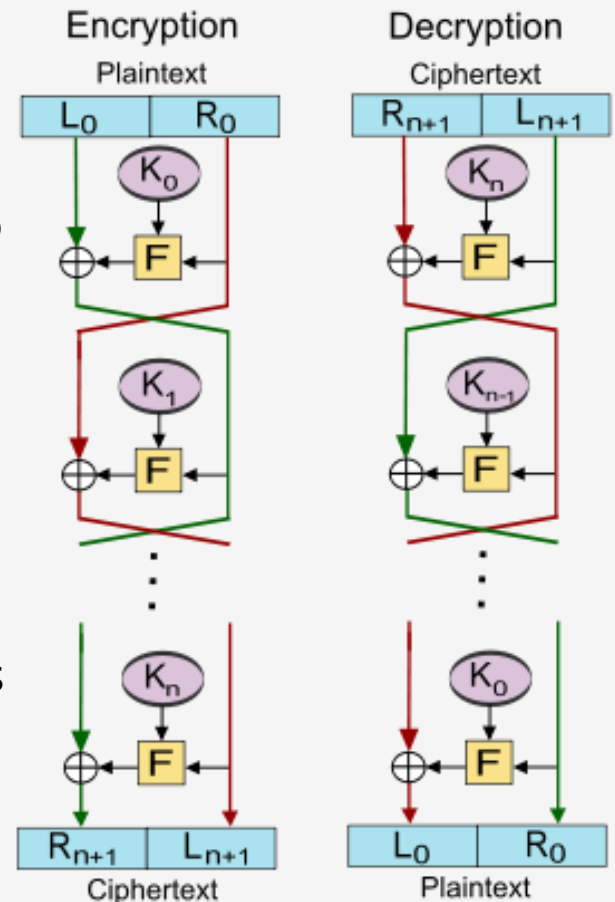 Encryption Decryption
Plaintext Ciphertext
L₀ R₀ Rₙ₊₁ Lₙ₊₁
K₀ Kₙ
F F
K₁ Kₙ₋₁
F F
Kₙ K₀
F F
Rₙ₊₁ Lₙ₊₁ L₀ R₀
Ciphertext Plaintext